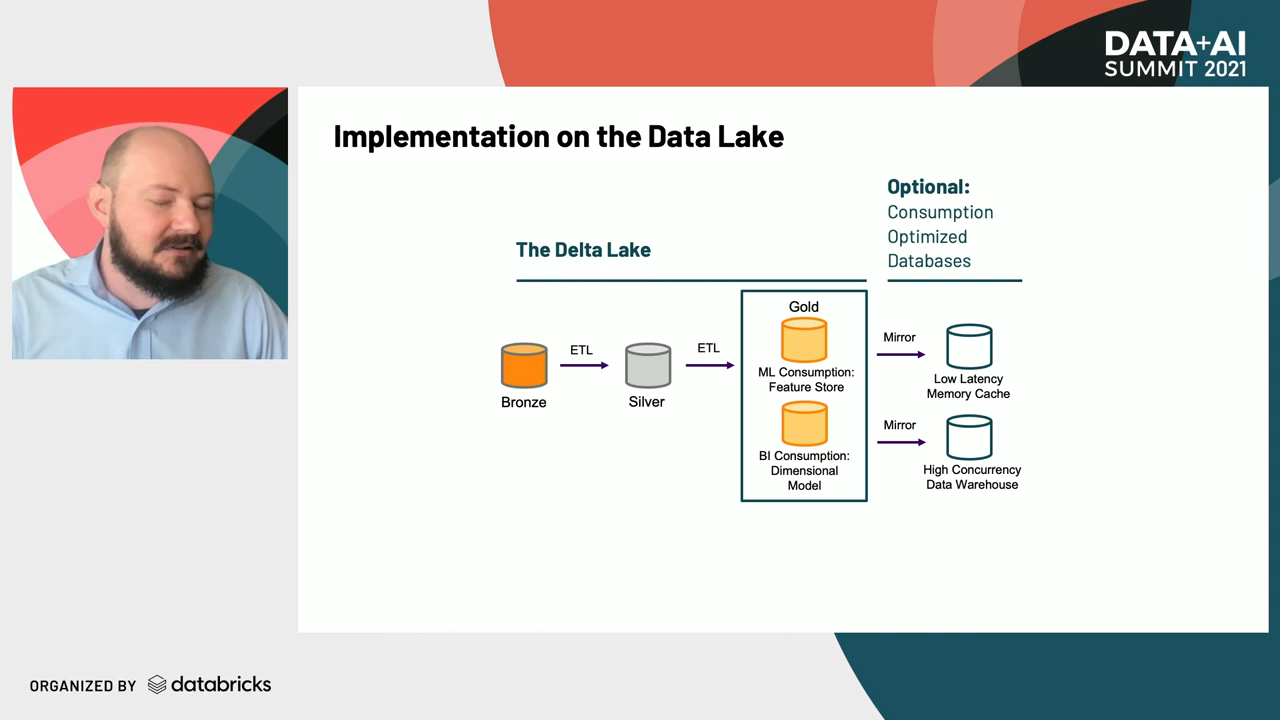 DATA+AI
SUMMIT 2021
Implementation on the Data Lake
Optional:
Consumption
Optimized
Databases
The Delta Lake
Gold
ML Consumption:
Feature Store
BI Consumption:
Dimensional
Model
Bronze
ETL
Silver
ETL
Mirror
Low Latency
Memory Cache
Mirror
High Concurrency
Data Warehouse
ORGANIZED BY databricks